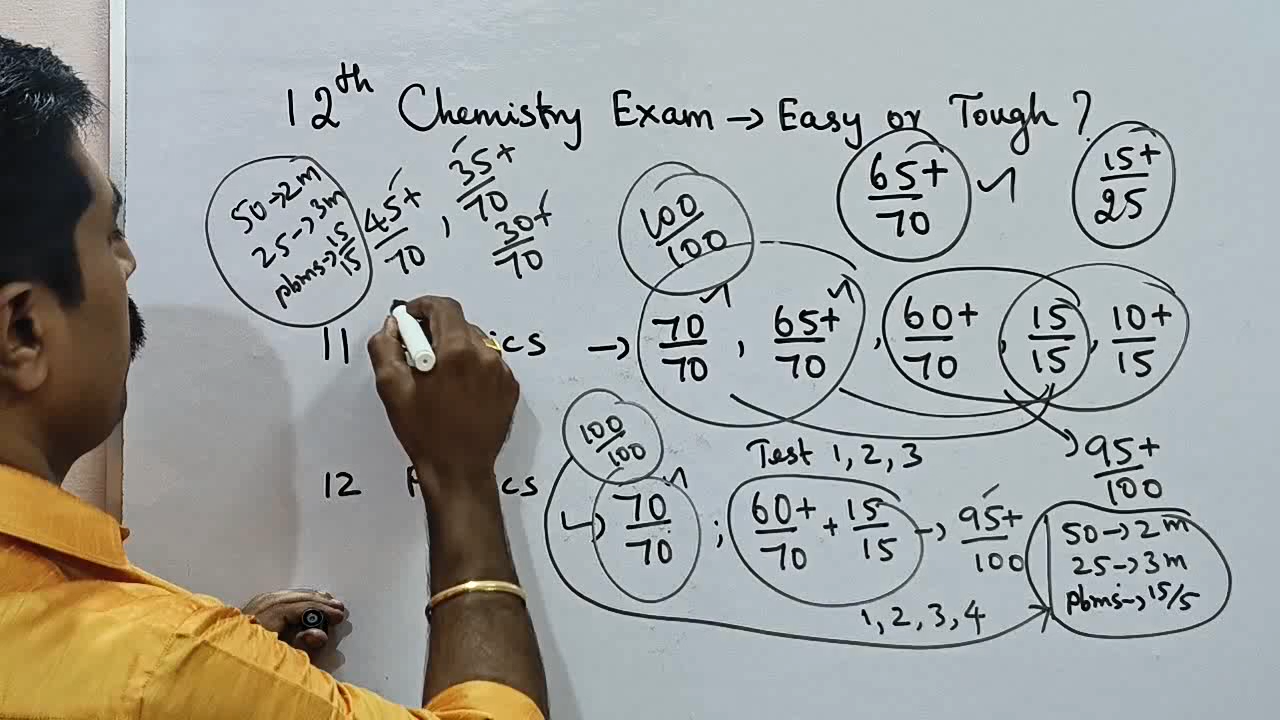 12th Chemistry Exam → Easy or Tough ?
50 → 2m
25 → 3m
pbms → 15/15
45+/70 , 35+/70
30+/70
100/100
65+/70 ✓
15+/25
11 ics → 70/70 , 65+/70 , 60+/70 , 15/15 , 10+/15
Test 1, 2, 3
95+/100
100/100
12 P cs
↳ 70/70 ; 60+/70 + 15/15 → 95+/100
50 → 2m
25 → 3m
pbms → 15/5
1, 2, 3, 4